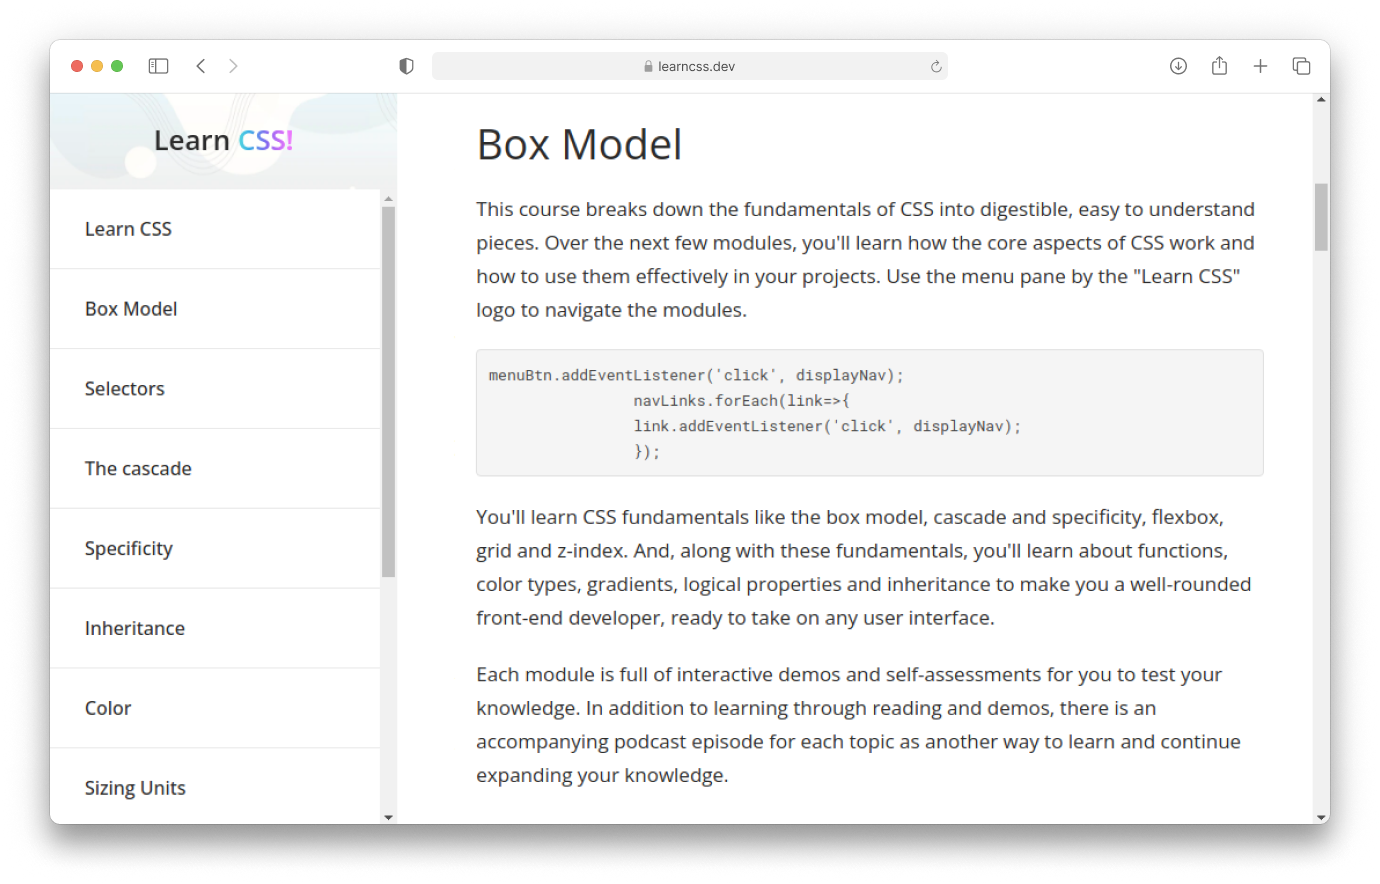 learncss.dev
Learn CSS!
Learn CSS
Box Model
Selectors
The cascade
Specificity
Inheritance
Color
Sizing Units
Box Model
This course breaks down the fundamentals of CSS into digestible, easy to understand
pieces. Over the next few modules, you'll learn how the core aspects of CSS work and
how to use them effectively in your projects. Use the menu pane by the "Learn CSS"
logo to navigate the modules.
menuBtn.addEventListener('click', displayNav);
navLinks.forEach(link=>{
link.addEventListener('click', displayNav);
});
You'll learn CSS fundamentals like the box model, cascade and specificity, flexbox,
grid and z-index. And, along with these fundamentals, you'll learn about functions,
color types, gradients, logical properties and inheritance to make you a well-rounded
front-end developer, ready to take on any user interface.
Each module is full of interactive demos and self-assessments for you to test your
knowledge. In addition to learning through reading and demos, there is an
accompanying podcast episode for each topic as another way to learn and continue
expanding your knowledge.